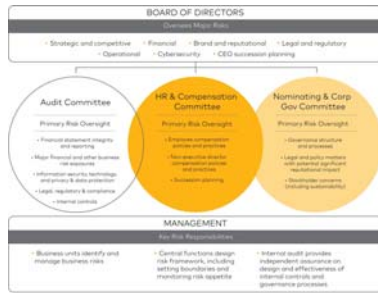 BOARD OF DIRECTORS
Oversees Major Risks
• Strategic and competitive • Financial • Brand and reputational • Legal and regulatory
• Operational • Cybersecurity • CEO succession planning
Audit Committee
Primary Risk Oversight
• Financial statement integrity
and reporting
• Major financial and other business
risk exposures
• Information security, technology,
and privacy & data protection
• Legal, regulatory & compliance
• Internal controls
HR & Compensation
Committee
Primary Risk Oversight
• Employee compensation
policies and practices
• Non-executive director
compensation policies
and practices
• Succession planning
Nominating & Corp
Gov Committee
Primary Risk Oversight
• Governance structure
and processes
• Legal and policy matters
with potential significant
reputational impact
• Stockholder concerns
(including sustainability)
MANAGEMENT
Key Risk Responsibilities
• Business units identify and
manage business risks
• Central functions design
risk framework, including
setting boundaries and
monitoring risk appetite
• Internal audit provides
independent assurance on
design and effectiveness of
internal controls and
governance processes